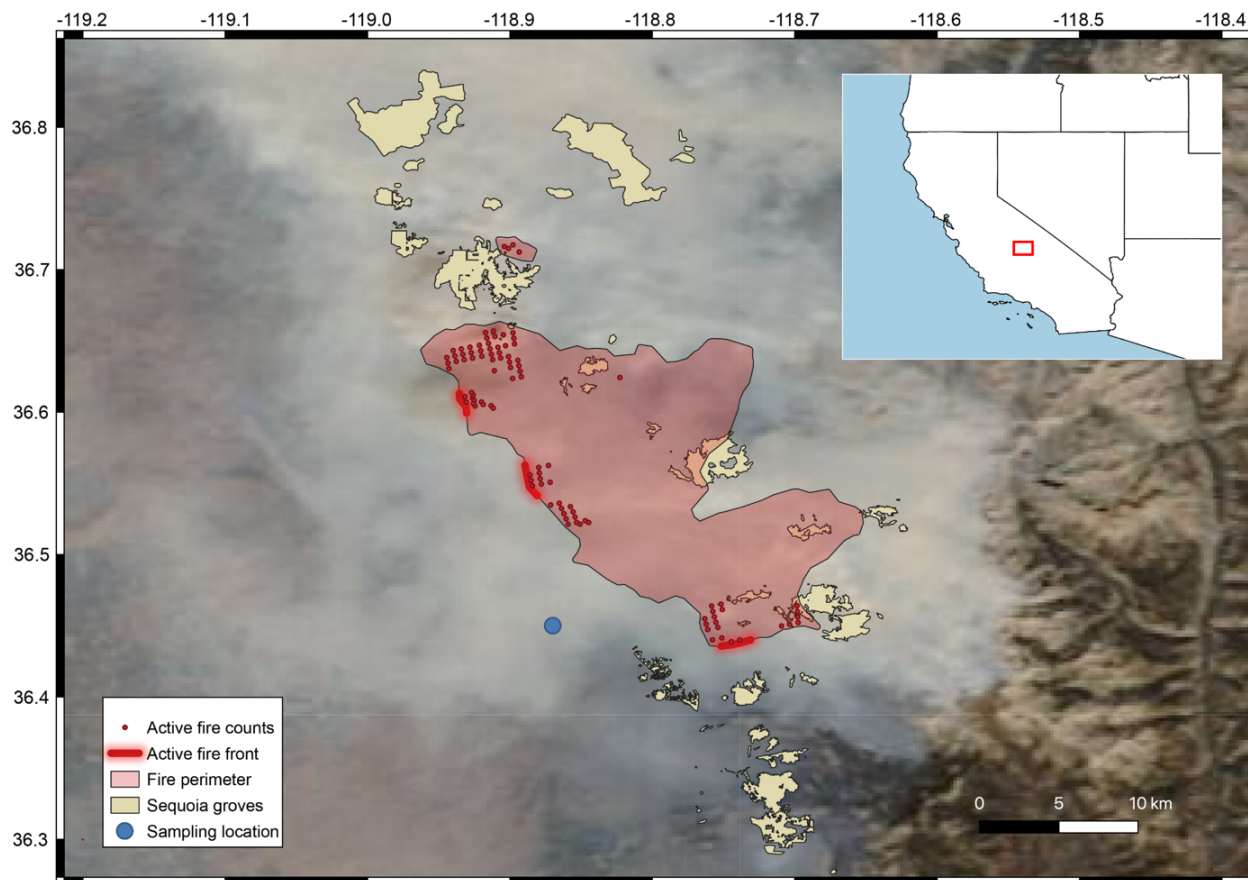 -119.2 -119.1 -119.0 -118.9 -118.8 -118.7 -118.6 -118.5 -118.4
36.8
36.7
36.6
36.5
36.4
36.3
Active fire counts
Active fire front
Fire perimeter
Sequoia groves
Sampling location
0 5 10 km